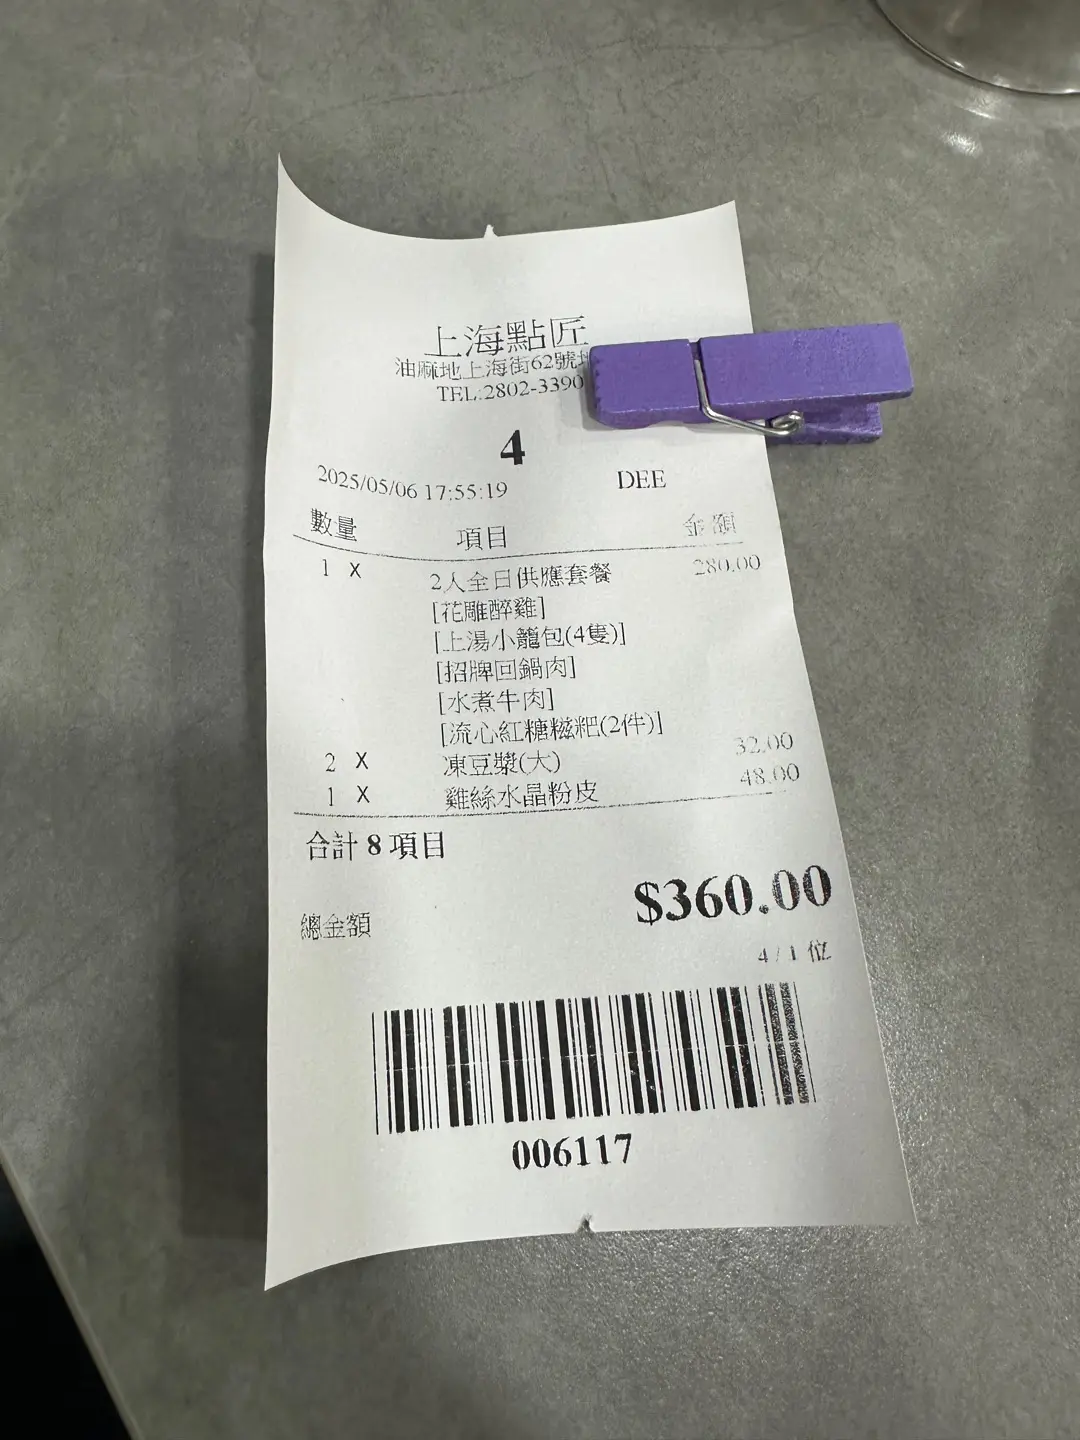 上海點匠
油麻地上海街62號
TEL:2802-3390
4
2025/05/06 17:55:19 DEE
數量 項目 金額
1 X 2人全日供應套餐 280.00
[花雕醉雞]
[上湯小籠包(4隻)]
[招牌回鍋肉]
[水煮牛肉]
[流心紅糖糍粑(2件)]
2 X 凍豆漿(大) 32.00
1 X 雞絲水晶粉皮 48.00
合計 8 項目
$360.00
總金額
4 / 1 位
006117